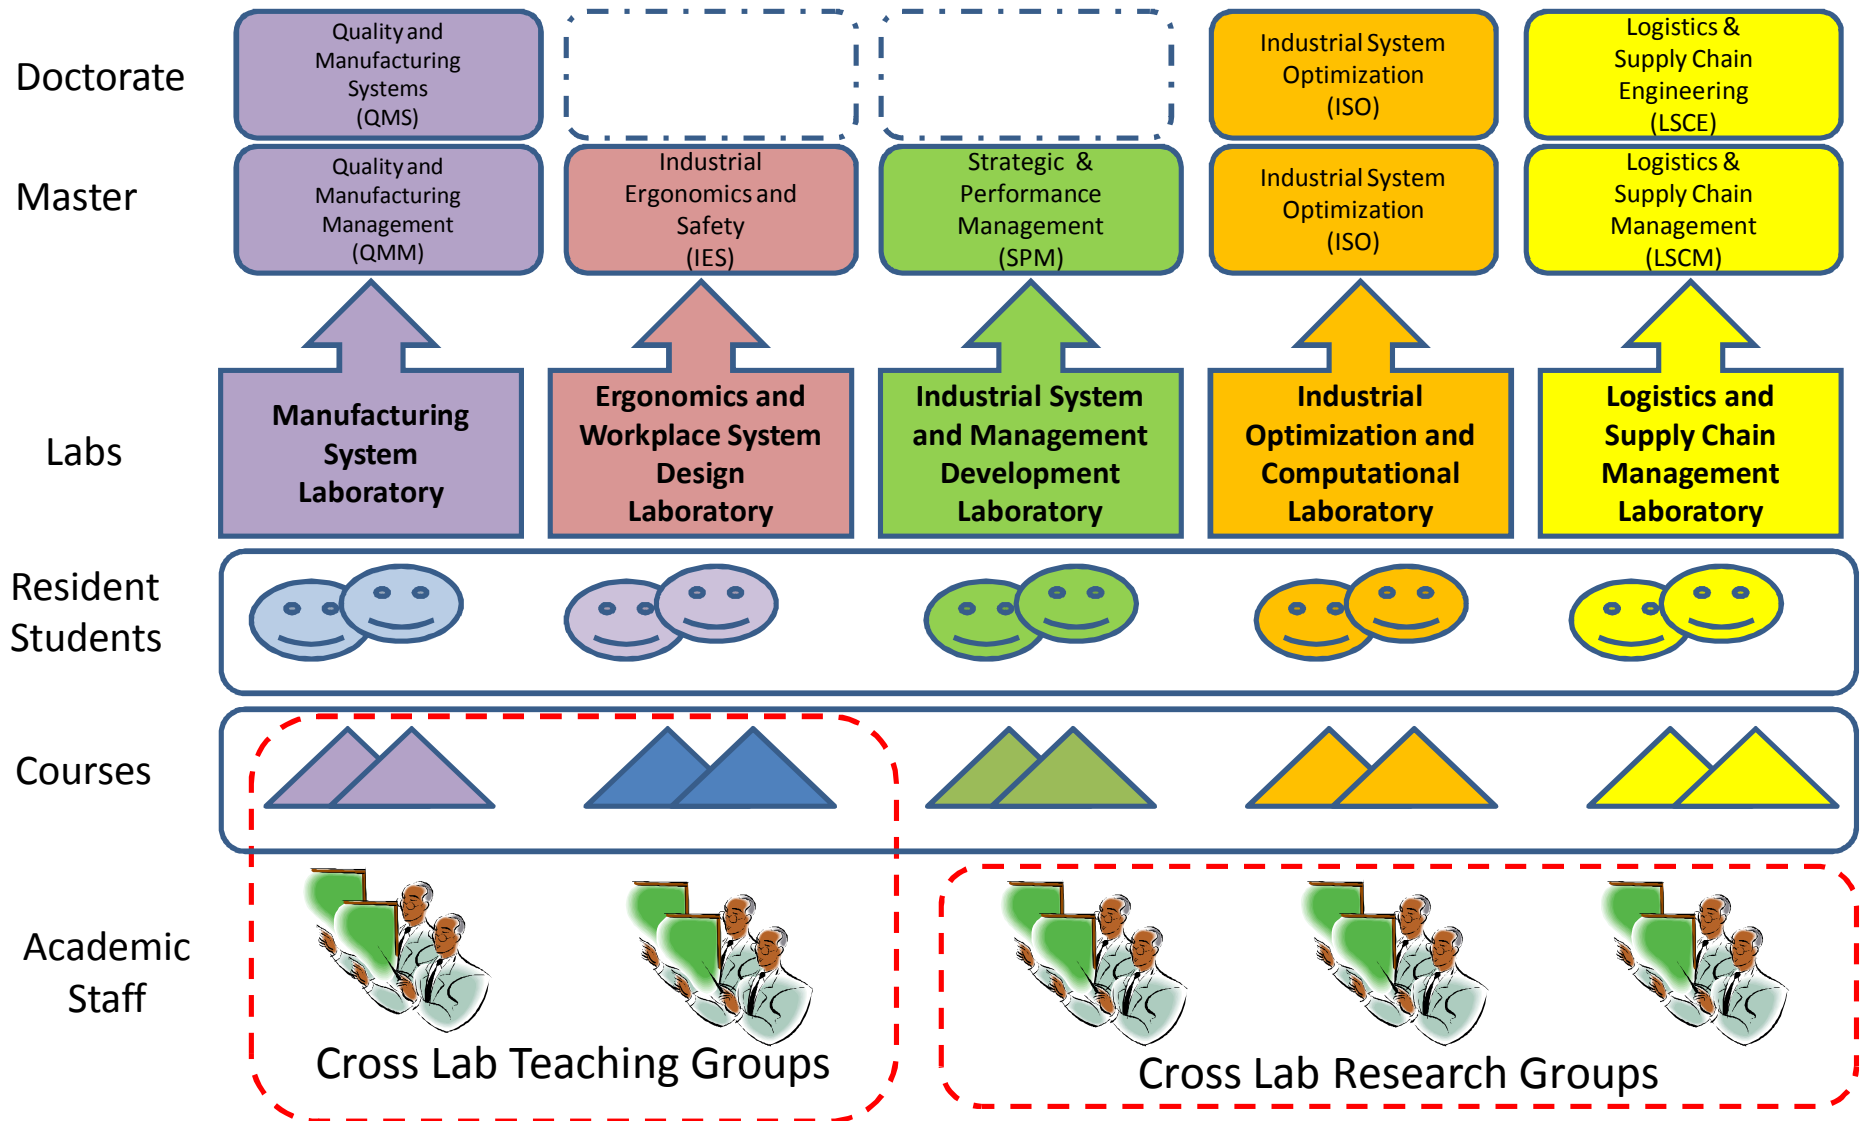 Doctorate
Quality and
Manufacturing
Systems
(QMS)
Industrial System
Optimization
(ISO)
Logistics &
Supply Chain
Engineering
(LSCE)
Master
Quality and
Manufacturing
Management
(QMM)
Industrial
Ergonomics and
Safety
(IES)
Strategic &
Performance
Management
(SPM)
Industrial System
Optimization
(ISO)
Logistics &
Supply Chain
Management
(LSCM)
Labs
Manufacturing
System
Laboratory
Ergonomics and
Workplace System
Design
Laboratory
Industrial System
and Management
Development
Laboratory
Industrial
Optimization and
Computational
Laboratory
Logistics and
Supply Chain
Management
Laboratory
Resident
Students
Courses
Academic
Staff
Cross Lab Teaching Groups
Cross Lab Research Groups